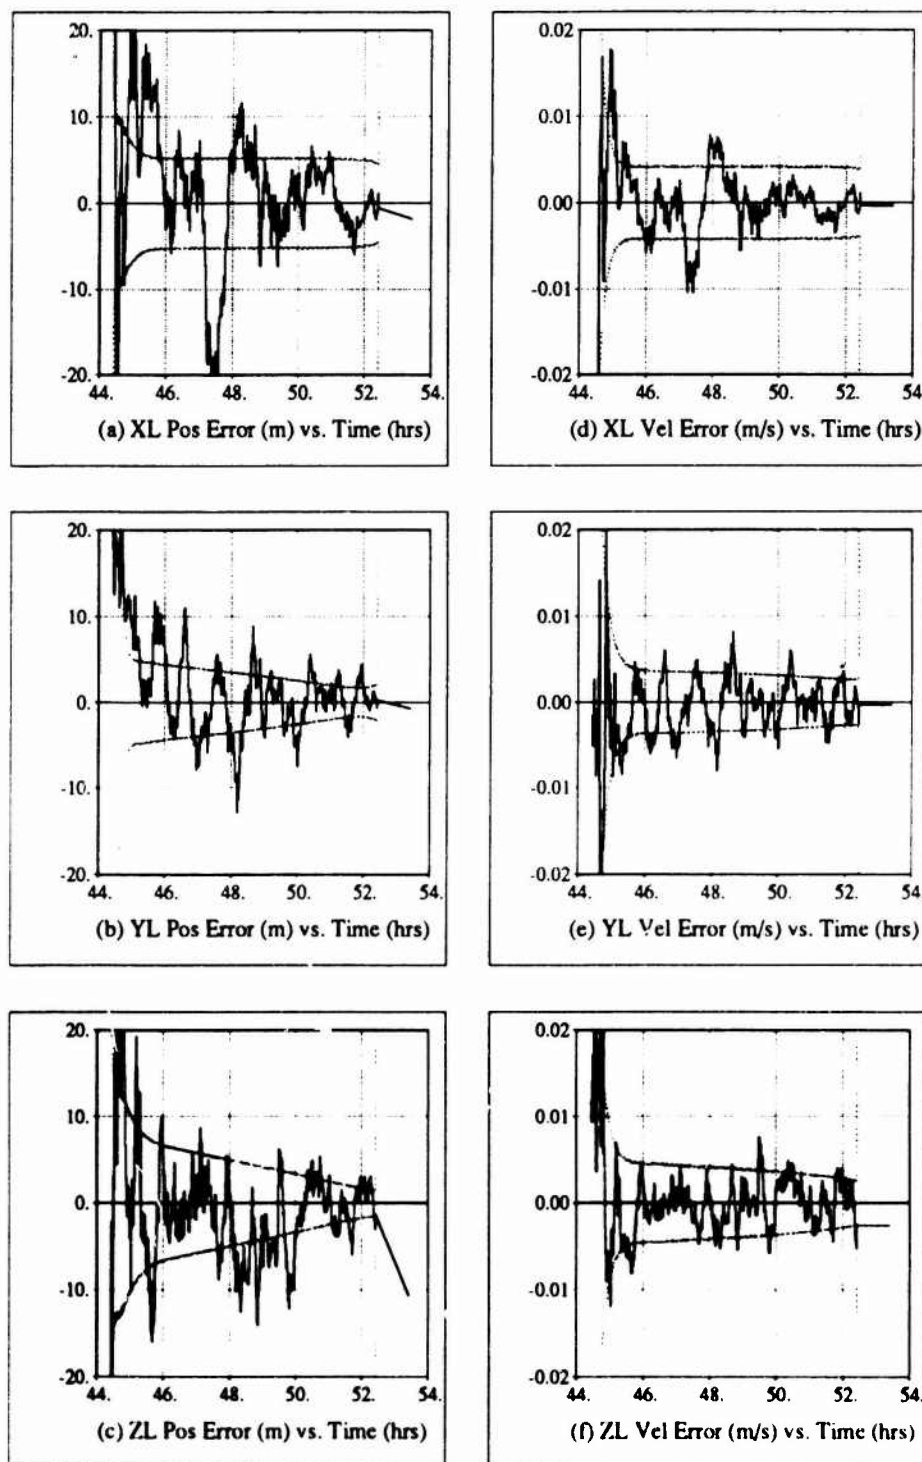 20.
10.
0.
-10.
-20.
44. 46. 48. 50. 52. 54.
(a) XL Pos Error (m) vs. Time (hrs)
0.02
0.01
0.00
-0.01
-0.02
44. 46. 48. 50. 52. 54.
(d) XL Vel Error (m/s) vs. Time (hrs)
20.
10.
0.
-10.
-20.
44. 46. 48. 50. 52. 54.
(b) YL Pos Error (m) vs. Time (hrs)
0.02
0.01
0.00
-0.01
-0.02
44. 46. 48. 50. 52. 54.
(e) YL Vel Error (m/s) vs. Time (hrs)
20.
10.
0.
-10.
-20.
44. 46. 48. 50. 52. 54.
(c) ZL Pos Error (m) vs. Time (hrs)
0.02
0.01
0.00
-0.01
-0.02
44. 46. 48. 50. 52. 54.
(f) ZL Vel Error (m/s) vs. Time (hrs)